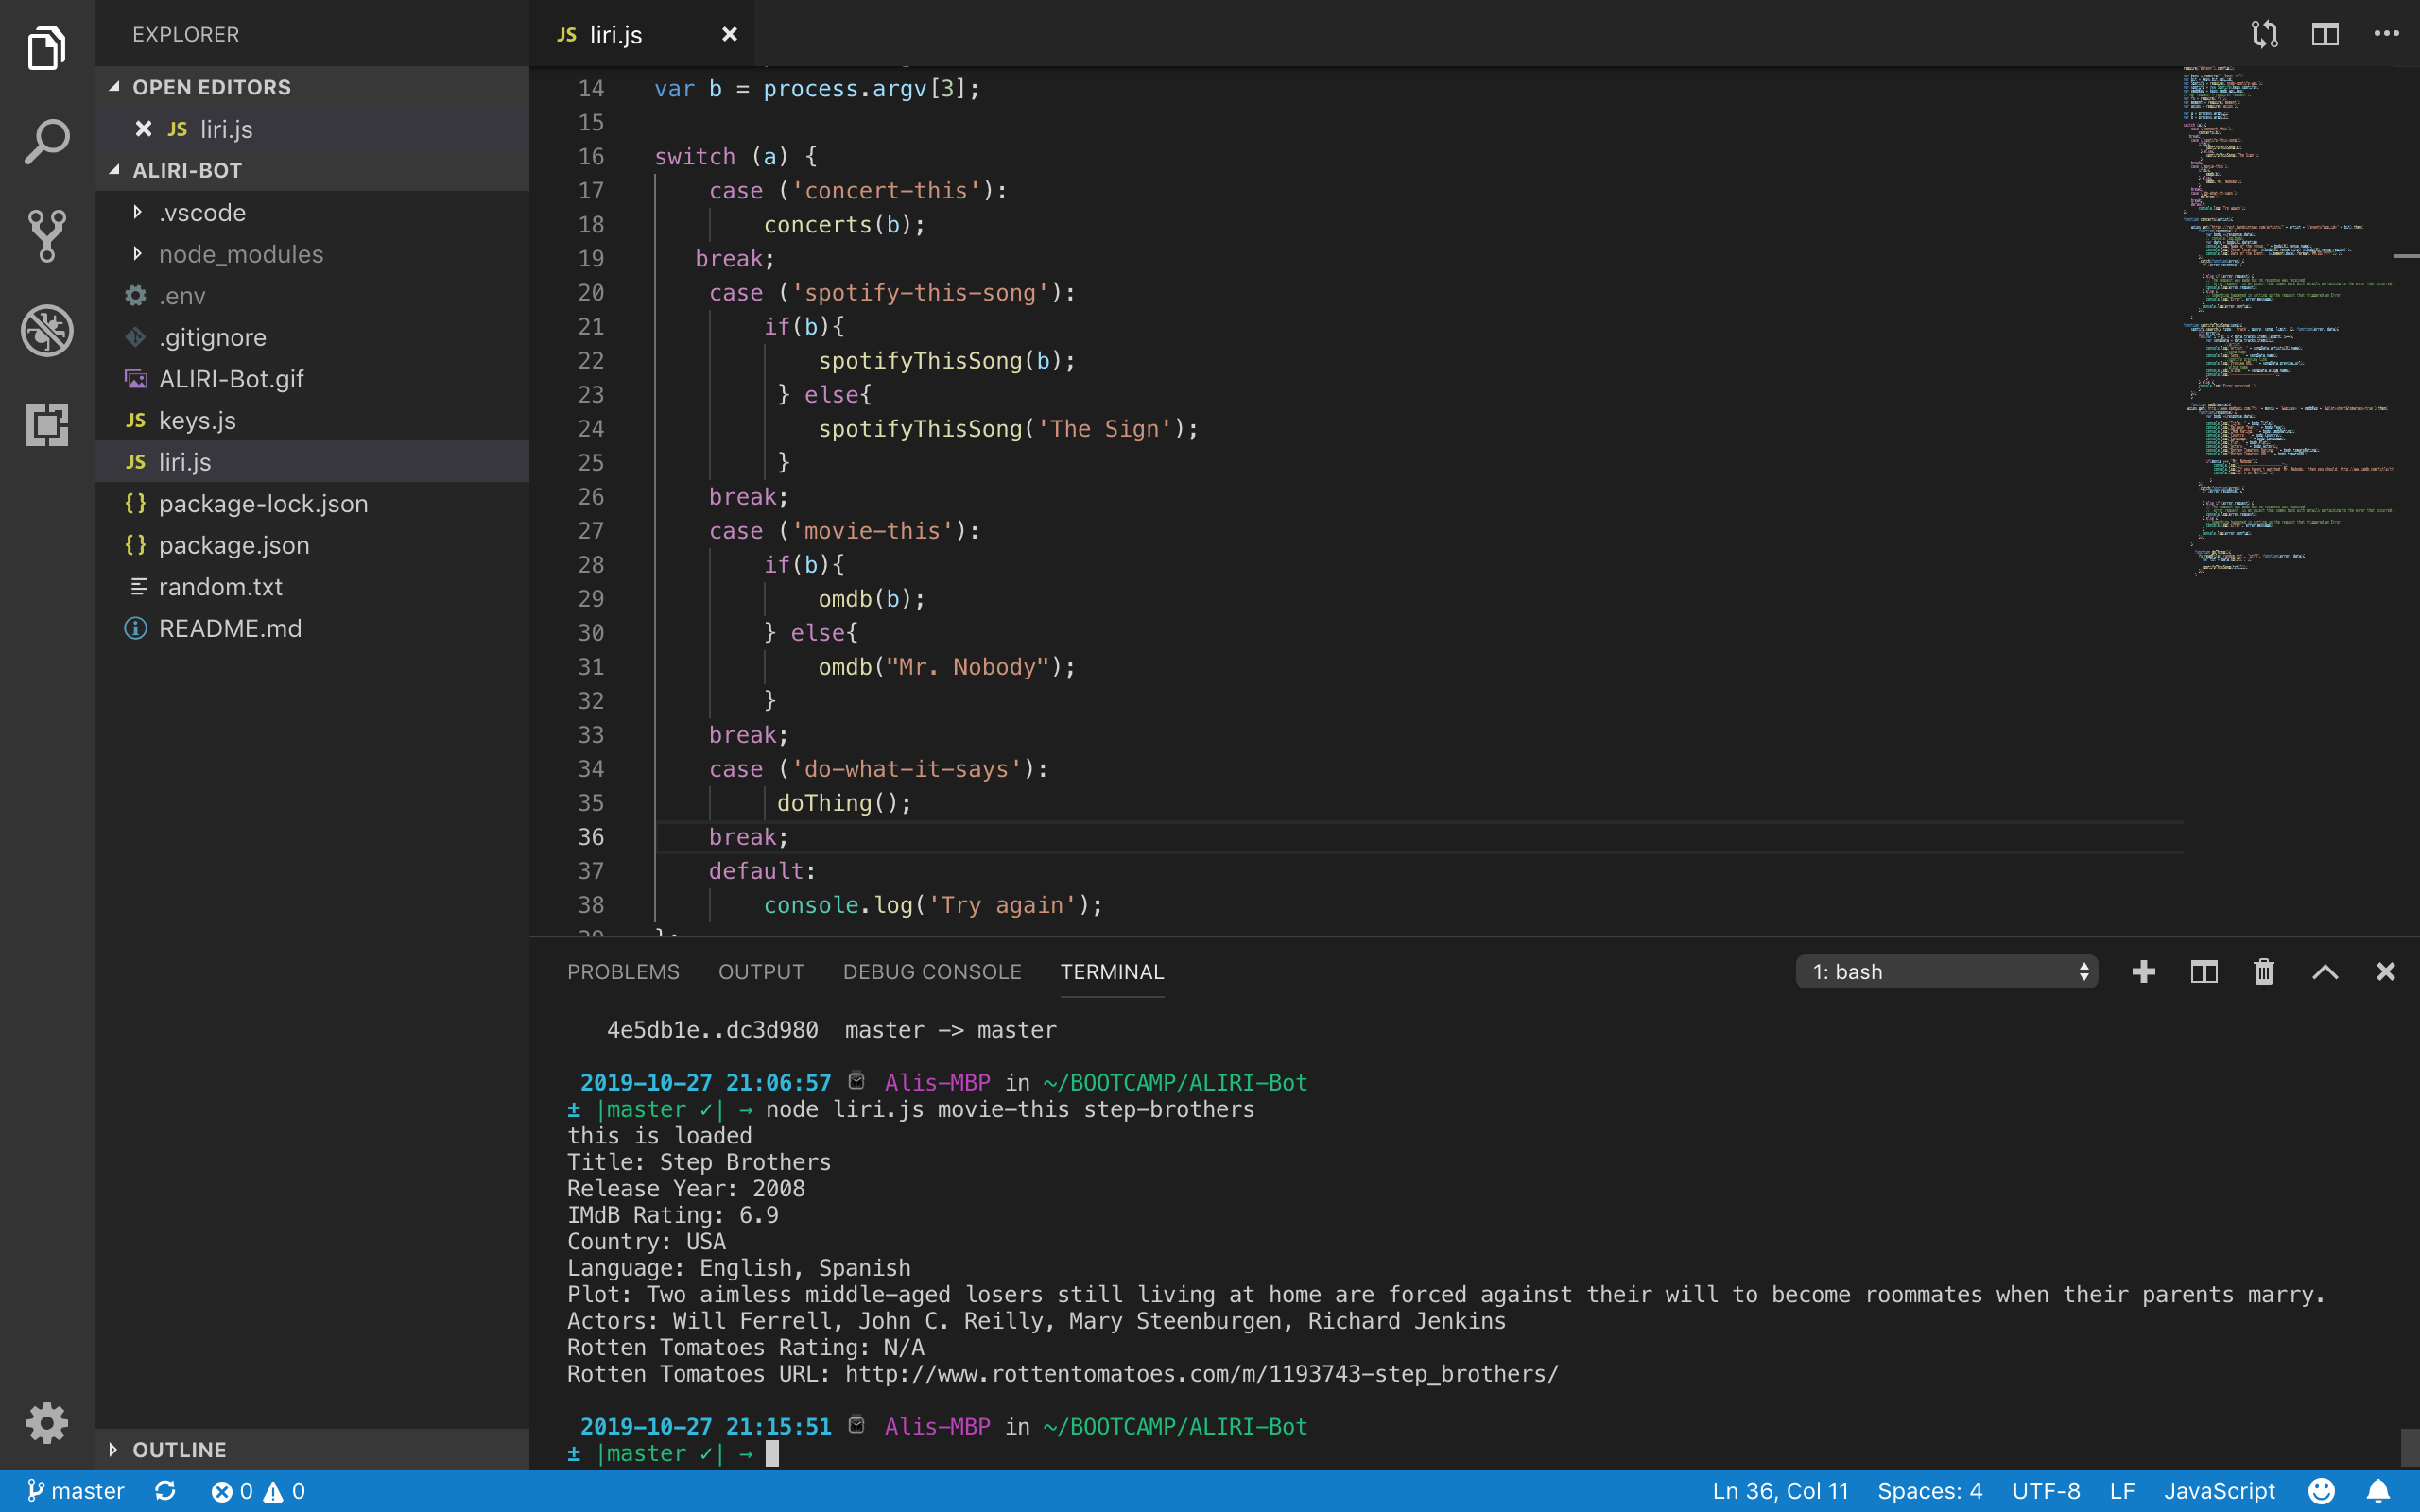 EXPLORER
OPEN EDITORS
JS liri.js
ALIRI-BOT
.vscode
node_modules
.env
.gitignore
ALIRI-Bot.gif
JS keys.js
JS liri.js
{} package-lock.json
{} package.json
random.txt
README.md
OUTLINE
JS liri.js
14 var b = process.argv[3];
15
16 switch (a) {
17 case ('concert-this'):
18 concerts(b);
19 break;
20 case ('spotify-this-song'):
21 if(b){
22 spotifyThisSong(b);
23 } else{
24 spotifyThisSong('The Sign');
25 }
26 break;
27 case ('movie-this'):
28 if(b){
29 omdb(b);
30 } else{
31 omdb("Mr. Nobody");
32 }
33 break;
34 case ('do-what-it-says'):
35 doThing();
36 break;
37 default:
38 console.log('Try again');
PROBLEMS OUTPUT DEBUG CONSOLE TERMINAL 1: bash
4e5db1e..dc3d980 master -> master
2019-10-27 21:06:57 Alis-MBP in ~/BOOTCAMP/ALIRI-Bot
± |master ✓| → node liri.js movie-this step-brothers
this is loaded
Title: Step Brothers
Release Year: 2008
IMdB Rating: 6.9
Country: USA
Language: English, Spanish
Plot: Two aimless middle-aged losers still living at home are forced against their will to become roommates when their parents marry.
Actors: Will Ferrell, John C. Reilly, Mary Steenburgen, Richard Jenkins
Rotten Tomatoes Rating: N/A
Rotten Tomatoes URL: http://www.rottentomatoes.com/m/1193743-step_brothers/
2019-10-27 21:15:51 Alis-MBP in ~/BOOTCAMP/ALIRI-Bot
± |master ✓| →
master 0 0 Ln 36, Col 11 Spaces: 4 UTF-8 LF JavaScript